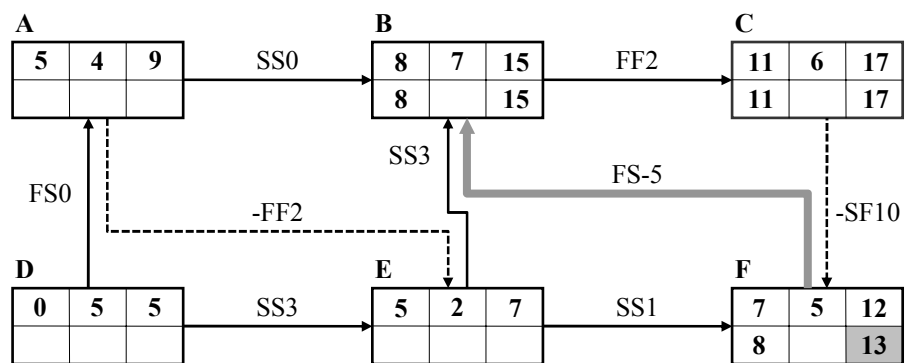 A B C
5 4 9 SS0 8 7 15 FF2 11 6 17
8 15 11 17
SS3
FS0 FS-5
-FF2 -SF10
D E F
0 5 5 SS3 5 2 7 SS1 7 5 12
8 13